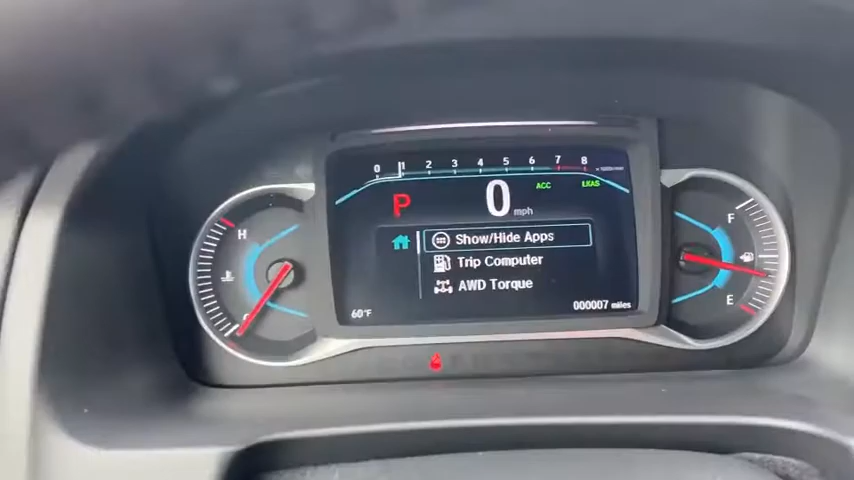 0 1 2 3 4 5 6 7 8
P 0 mph ACC LKAS
H
F
Show/Hide Apps
Trip Computer
AWD Torque
E
60°F
000007 miles